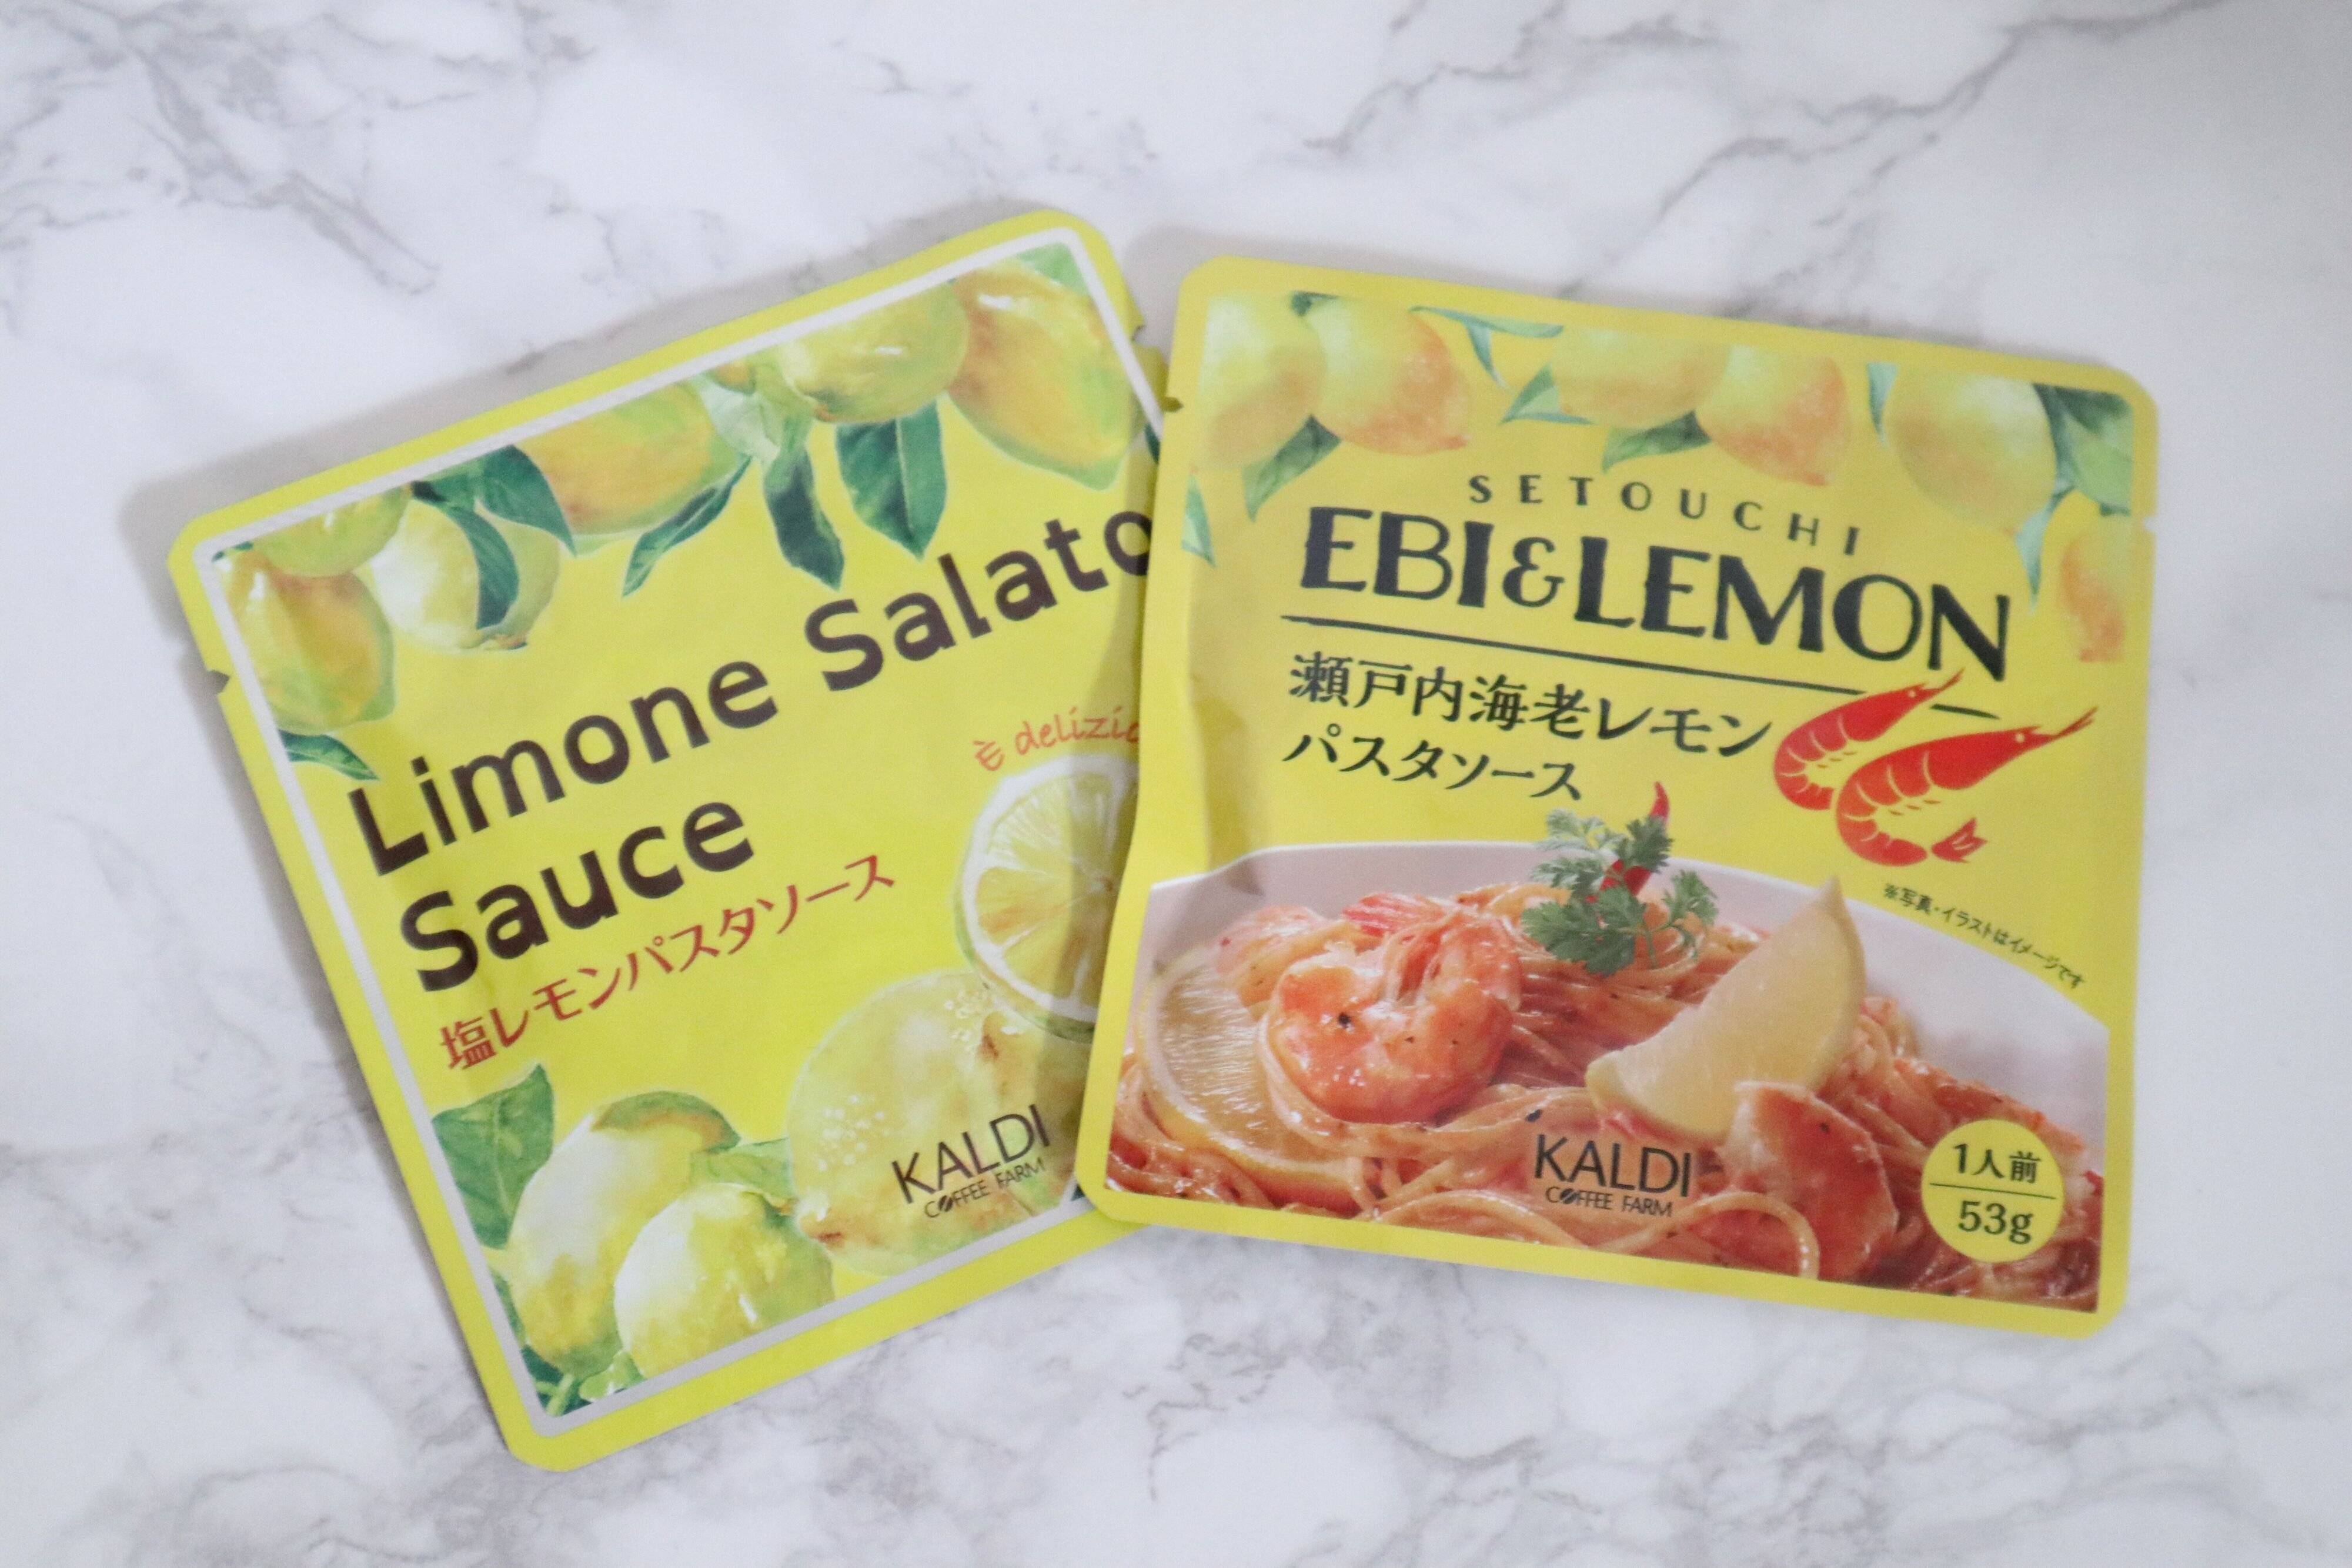 Limone Salato
Sauce
塩レモンパスタソース
È
KALDI
COFFEE FARM
SETOUCHI
EBI&LEMON
瀬戸内海老レモン
パスタソース
※写真・イラストはイメージです
KALDI
COFFEE FARM
1人前
53g